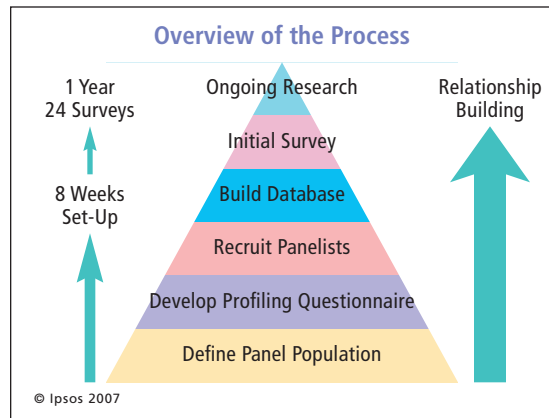 Overview of the Process
1 Year
24 Surveys
8 Weeks
Set-Up
Ongoing Research
Initial Survey
Build Database
Recruit Panelists
Develop Profiling Questionnaire
Define Panel Population
Relationship
Building
© Ipsos 2007